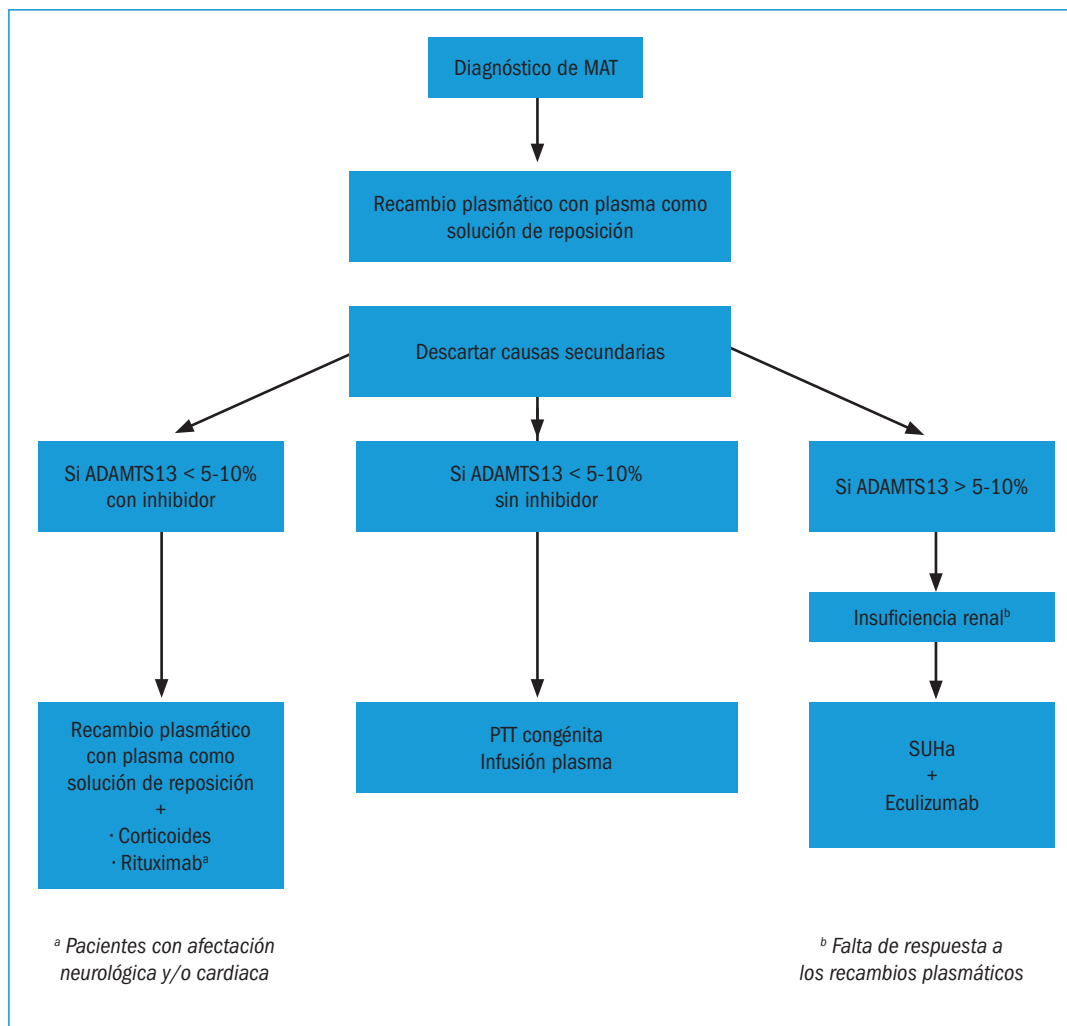 Diagnóstico de MAT
Recambio plasmático con plasma como
solución de reposición
Descartar causas secundarias
Si ADAMTS13 < 5-10%
con inhibidor
Si ADAMTS13 < 5-10%
sin inhibidor
Si ADAMTS13 > 5-10%
Insuficiencia renalᵇ
Recambio plasmático
con plasma como
solución de reposición
+
· Corticoides
· Rituximabᵃ
PTT congénita
Infusión plasma
SUHa
+
Eculizumab
ᵃ Pacientes con afectación
neurológica y/o cardiaca
ᵇ Falta de respuesta a
los recambios plasmáticos